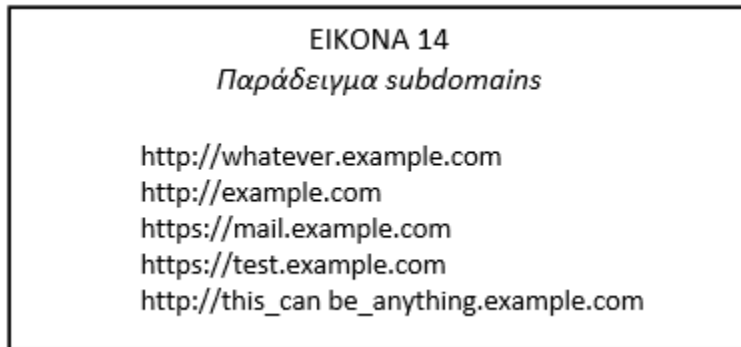 ΕΙΚΟΝΑ 14
Παράδειγμα subdomains
http://whatever.example.com
http://example.com
https://mail.example.com
https://test.example.com
http://this_can be_anything.example.com